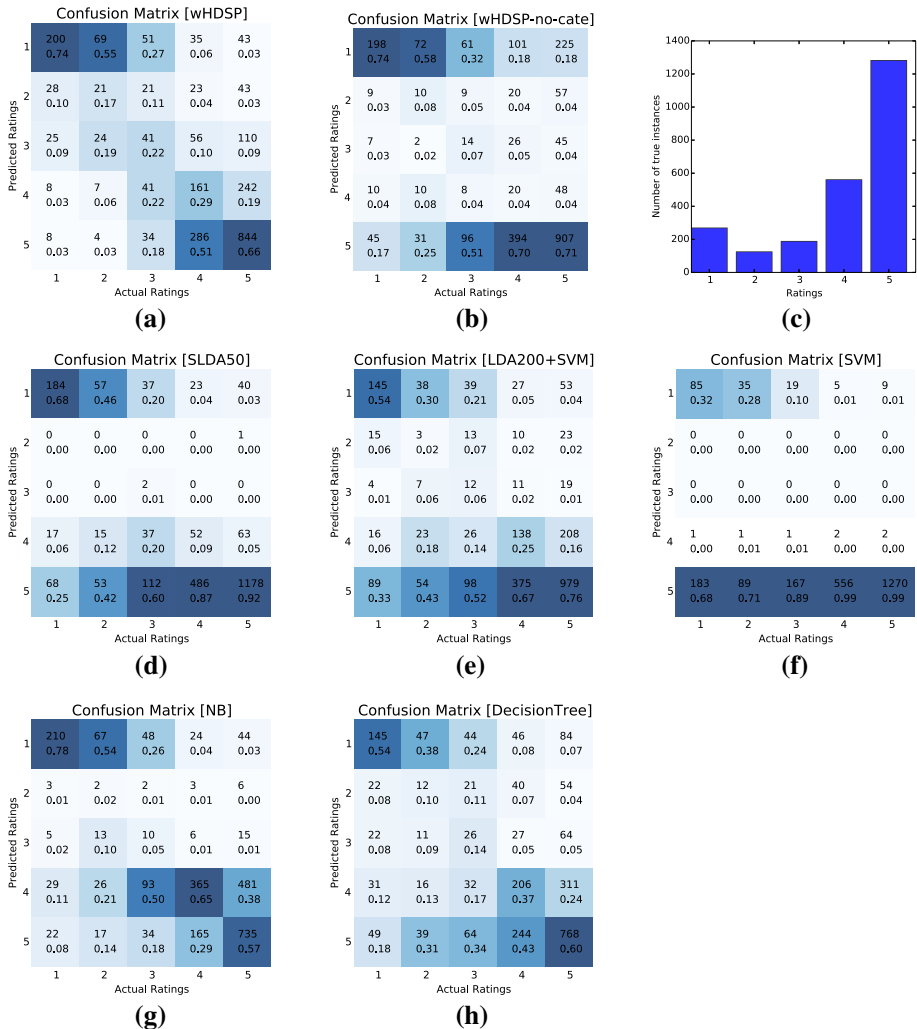 Confusion Matrix [wHDSP]
Predicted Ratings
1
200 69 51 35 43
0.74 0.55 0.27 0.06 0.03
2
28 21 21 23 43
0.10 0.17 0.11 0.04 0.03
3
25 24 41 56 110
0.09 0.19 0.22 0.10 0.09
4
8 7 41 161 242
0.03 0.06 0.22 0.29 0.19
5
8 4 34 286 844
0.03 0.03 0.18 0.51 0.66
1 2 3 4 5
Actual Ratings
(a)
Confusion Matrix [wHDSP-no-cate]
Predicted Ratings
1
198 72 61 101 225
0.74 0.58 0.32 0.18 0.18
2
9 10 9 20 57
0.03 0.08 0.05 0.04 0.04
3
7 2 14 26 45
0.03 0.02 0.07 0.05 0.04
4
10 10 8 20 48
0.04 0.08 0.04 0.04 0.04
5
45 31 96 394 907
0.17 0.25 0.51 0.70 0.71
1 2 3 4 5
Actual Ratings
(b)
Number of true instances
1400
1200
1000
800
600
400
200
0
1 2 3 4 5
Ratings
(c)
Confusion Matrix [SLDA50]
Predicted Ratings
1
184 57 37 23 40
0.68 0.46 0.20 0.04 0.03
2
0 0 0 0 1
0.00 0.00 0.00 0.00 0.00
3
0 0 2 0 0
0.00 0.00 0.01 0.00 0.00
4
17 15 37 52 63
0.06 0.12 0.20 0.09 0.05
5
68 53 112 486 1178
0.25 0.42 0.60 0.87 0.92
1 2 3 4 5
Actual Ratings
(d)
Confusion Matrix [LDA200+SVM]
Predicted Ratings
1
145 38 39 27 53
0.54 0.30 0.21 0.05 0.04
2
15 3 13 10 23
0.06 0.02 0.07 0.02 0.02
3
4 7 12 11 19
0.01 0.06 0.06 0.02 0.01
4
16 23 26 138 208
0.06 0.18 0.14 0.25 0.16
5
89 54 98 375 979
0.33 0.43 0.52 0.67 0.76
1 2 3 4 5
Actual Ratings
(e)
Confusion Matrix [SVM]
Predicted Ratings
1
85 35 19 5 9
0.32 0.28 0.10 0.01 0.01
2
0 0 0 0 0
0.00 0.00 0.00 0.00 0.00
3
0 0 0 0 0
0.00 0.00 0.00 0.00 0.00
4
1 1 1 2 2
0.00 0.01 0.01 0.00 0.00
5
183 89 167 556 1270
0.68 0.71 0.89 0.99 0.99
1 2 3 4 5
Actual Ratings
(f)
Confusion Matrix [NB]
Predicted Ratings
1
210 67 48 24 44
0.78 0.54 0.26 0.04 0.03
2
3 2 2 3 6
0.01 0.02 0.01 0.01 0.00
3
5 13 10 6 15
0.02 0.10 0.05 0.01 0.01
4
29 26 93 365 481
0.11 0.21 0.50 0.65 0.38
5
22 17 34 165 735
0.08 0.14 0.18 0.29 0.57
1 2 3 4 5
Actual Ratings
(g)
Confusion Matrix [DecisionTree]
Predicted Ratings
1
145 47 44 46 84
0.54 0.38 0.24 0.08 0.07
2
22 12 21 40 54
0.08 0.10 0.11 0.07 0.04
3
22 11 26 27 64
0.08 0.09 0.14 0.05 0.05
4
31 16 32 206 311
0.12 0.13 0.17 0.37 0.24
5
49 39 64 244 768
0.18 0.31 0.34 0.43 0.60
1 2 3 4 5
Actual Ratings
(h)